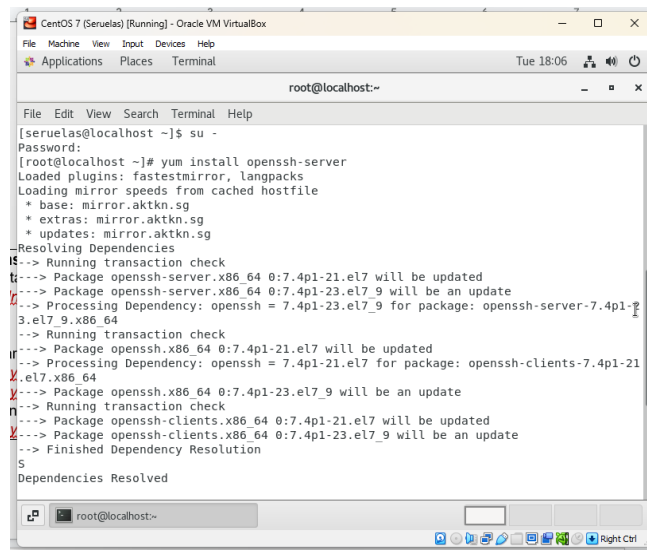 CentOS 7 (Seruelas) [Running] - Oracle VM VirtualBox
File Machine View Input Devices Help
Applications Places Terminal Tue 18:06
root@localhost:~
File Edit View Search Terminal Help
[seruelas@localhost ~]$ su -
Password:
[root@localhost ~]# yum install openssh-server
Loaded plugins: fastestmirror, langpacks
Loading mirror speeds from cached hostfile
* base: mirror.aktkn.sg
* extras: mirror.aktkn.sg
* updates: mirror.aktkn.sg
Resolving Dependencies
--> Running transaction check
---> Package openssh-server.x86_64 0:7.4p1-21.el7 will be updated
---> Package openssh-server.x86_64 0:7.4p1-23.el7_9 will be an update
--> Processing Dependency: openssh = 7.4p1-23.el7_9 for package: openssh-server-7.4p1-2
3.el7_9.x86_64
--> Running transaction check
---> Package openssh.x86_64 0:7.4p1-21.el7 will be updated
--> Processing Dependency: openssh = 7.4p1-21.el7 for package: openssh-clients-7.4p1-21
.el7.x86_64
---> Package openssh.x86_64 0:7.4p1-23.el7_9 will be an update
--> Running transaction check
---> Package openssh-clients.x86_64 0:7.4p1-21.el7 will be updated
---> Package openssh-clients.x86_64 0:7.4p1-23.el7_9 will be an update
--> Finished Dependency Resolution
S
Dependencies Resolved
root@localhost:~
Right Ctrl